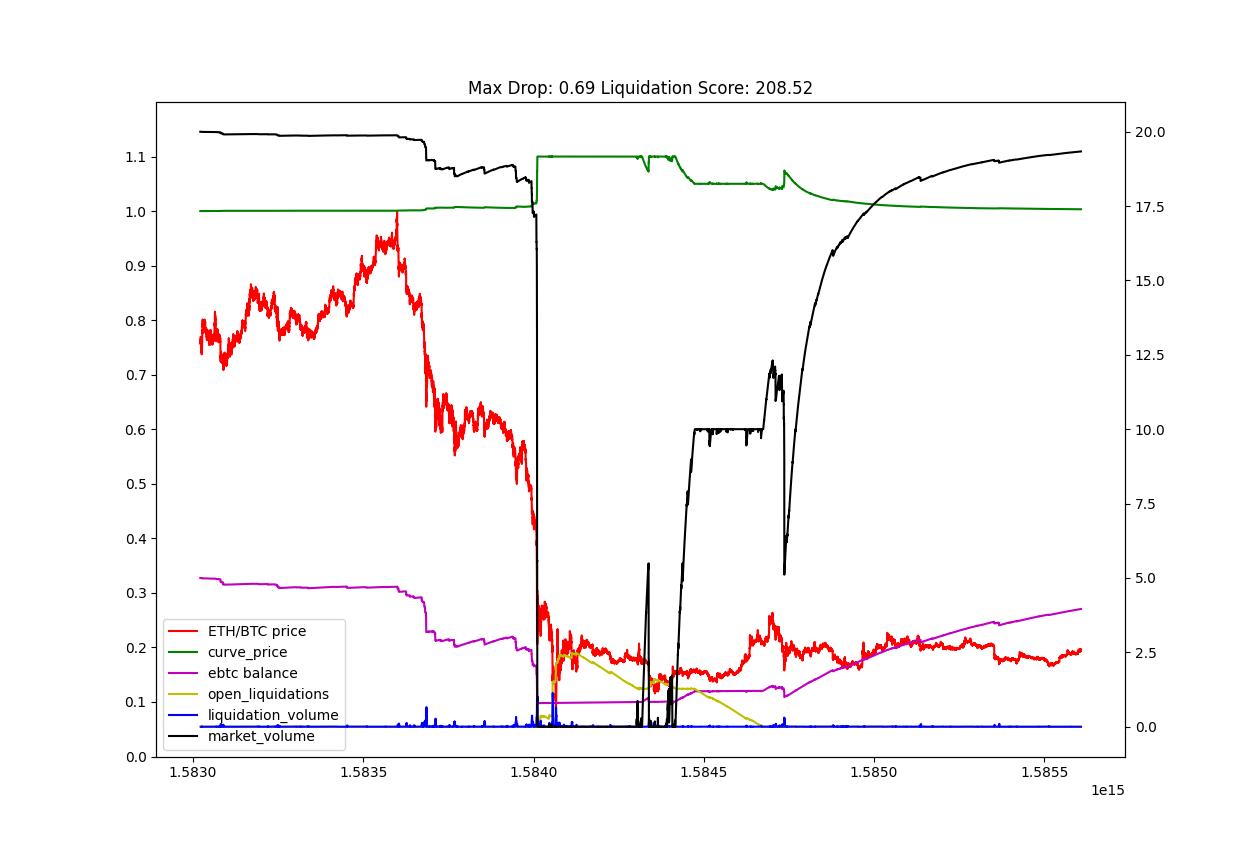 Max Drop: 0.69 Liquidation Score: 208.52
1.1
1.0
0.9
0.8
0.7
0.6
0.5
0.4
0.3
0.2
0.1
0.0
20.0
17.5
15.0
12.5
10.0
7.5
5.0
2.5
0.0
ETH/BTC price
curve_price
ebtc balance
open_liquidations
liquidation_volume
market_volume
1.5830 1.5835 1.5840 1.5845 1.5850 1.5855
1e15